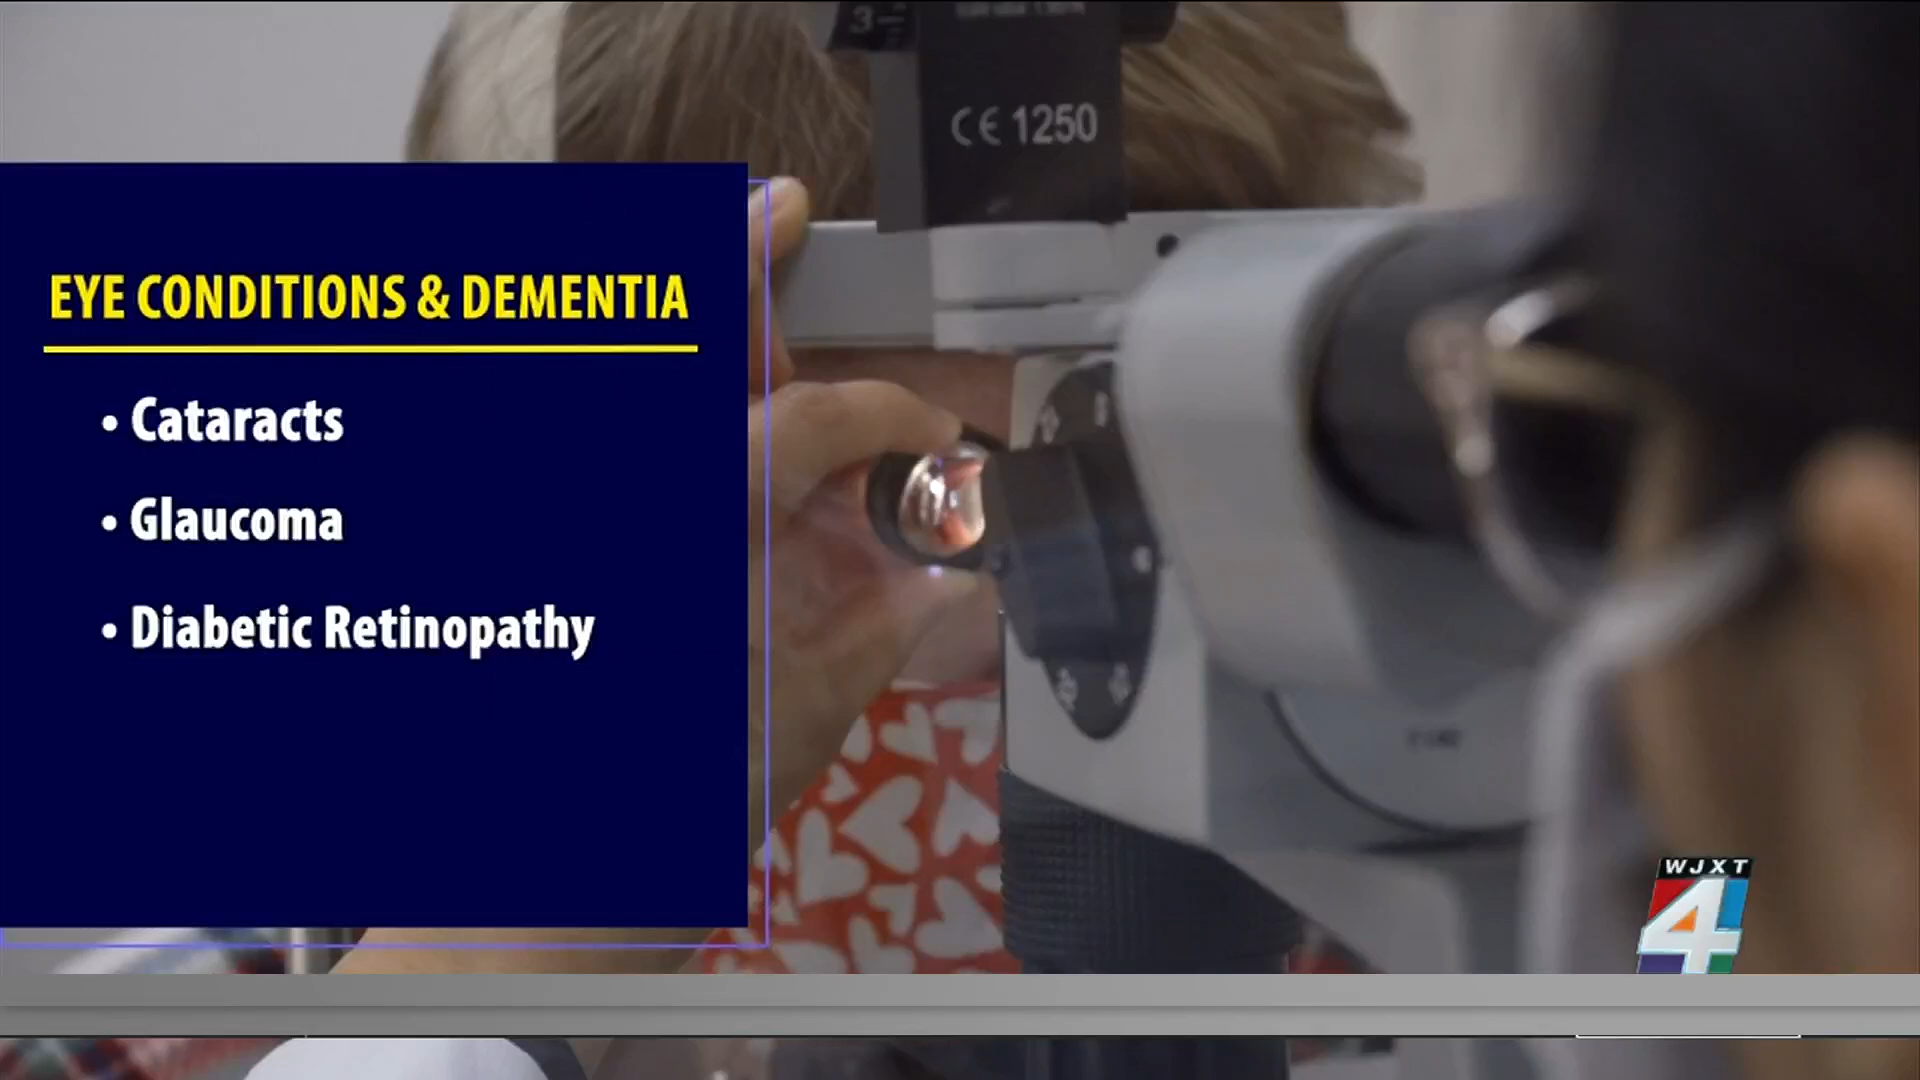 CE 1250
EYE CONDITIONS & DEMENTIA
• Cataracts
• Glaucoma
• Diabetic Retinopathy
WJXT
4